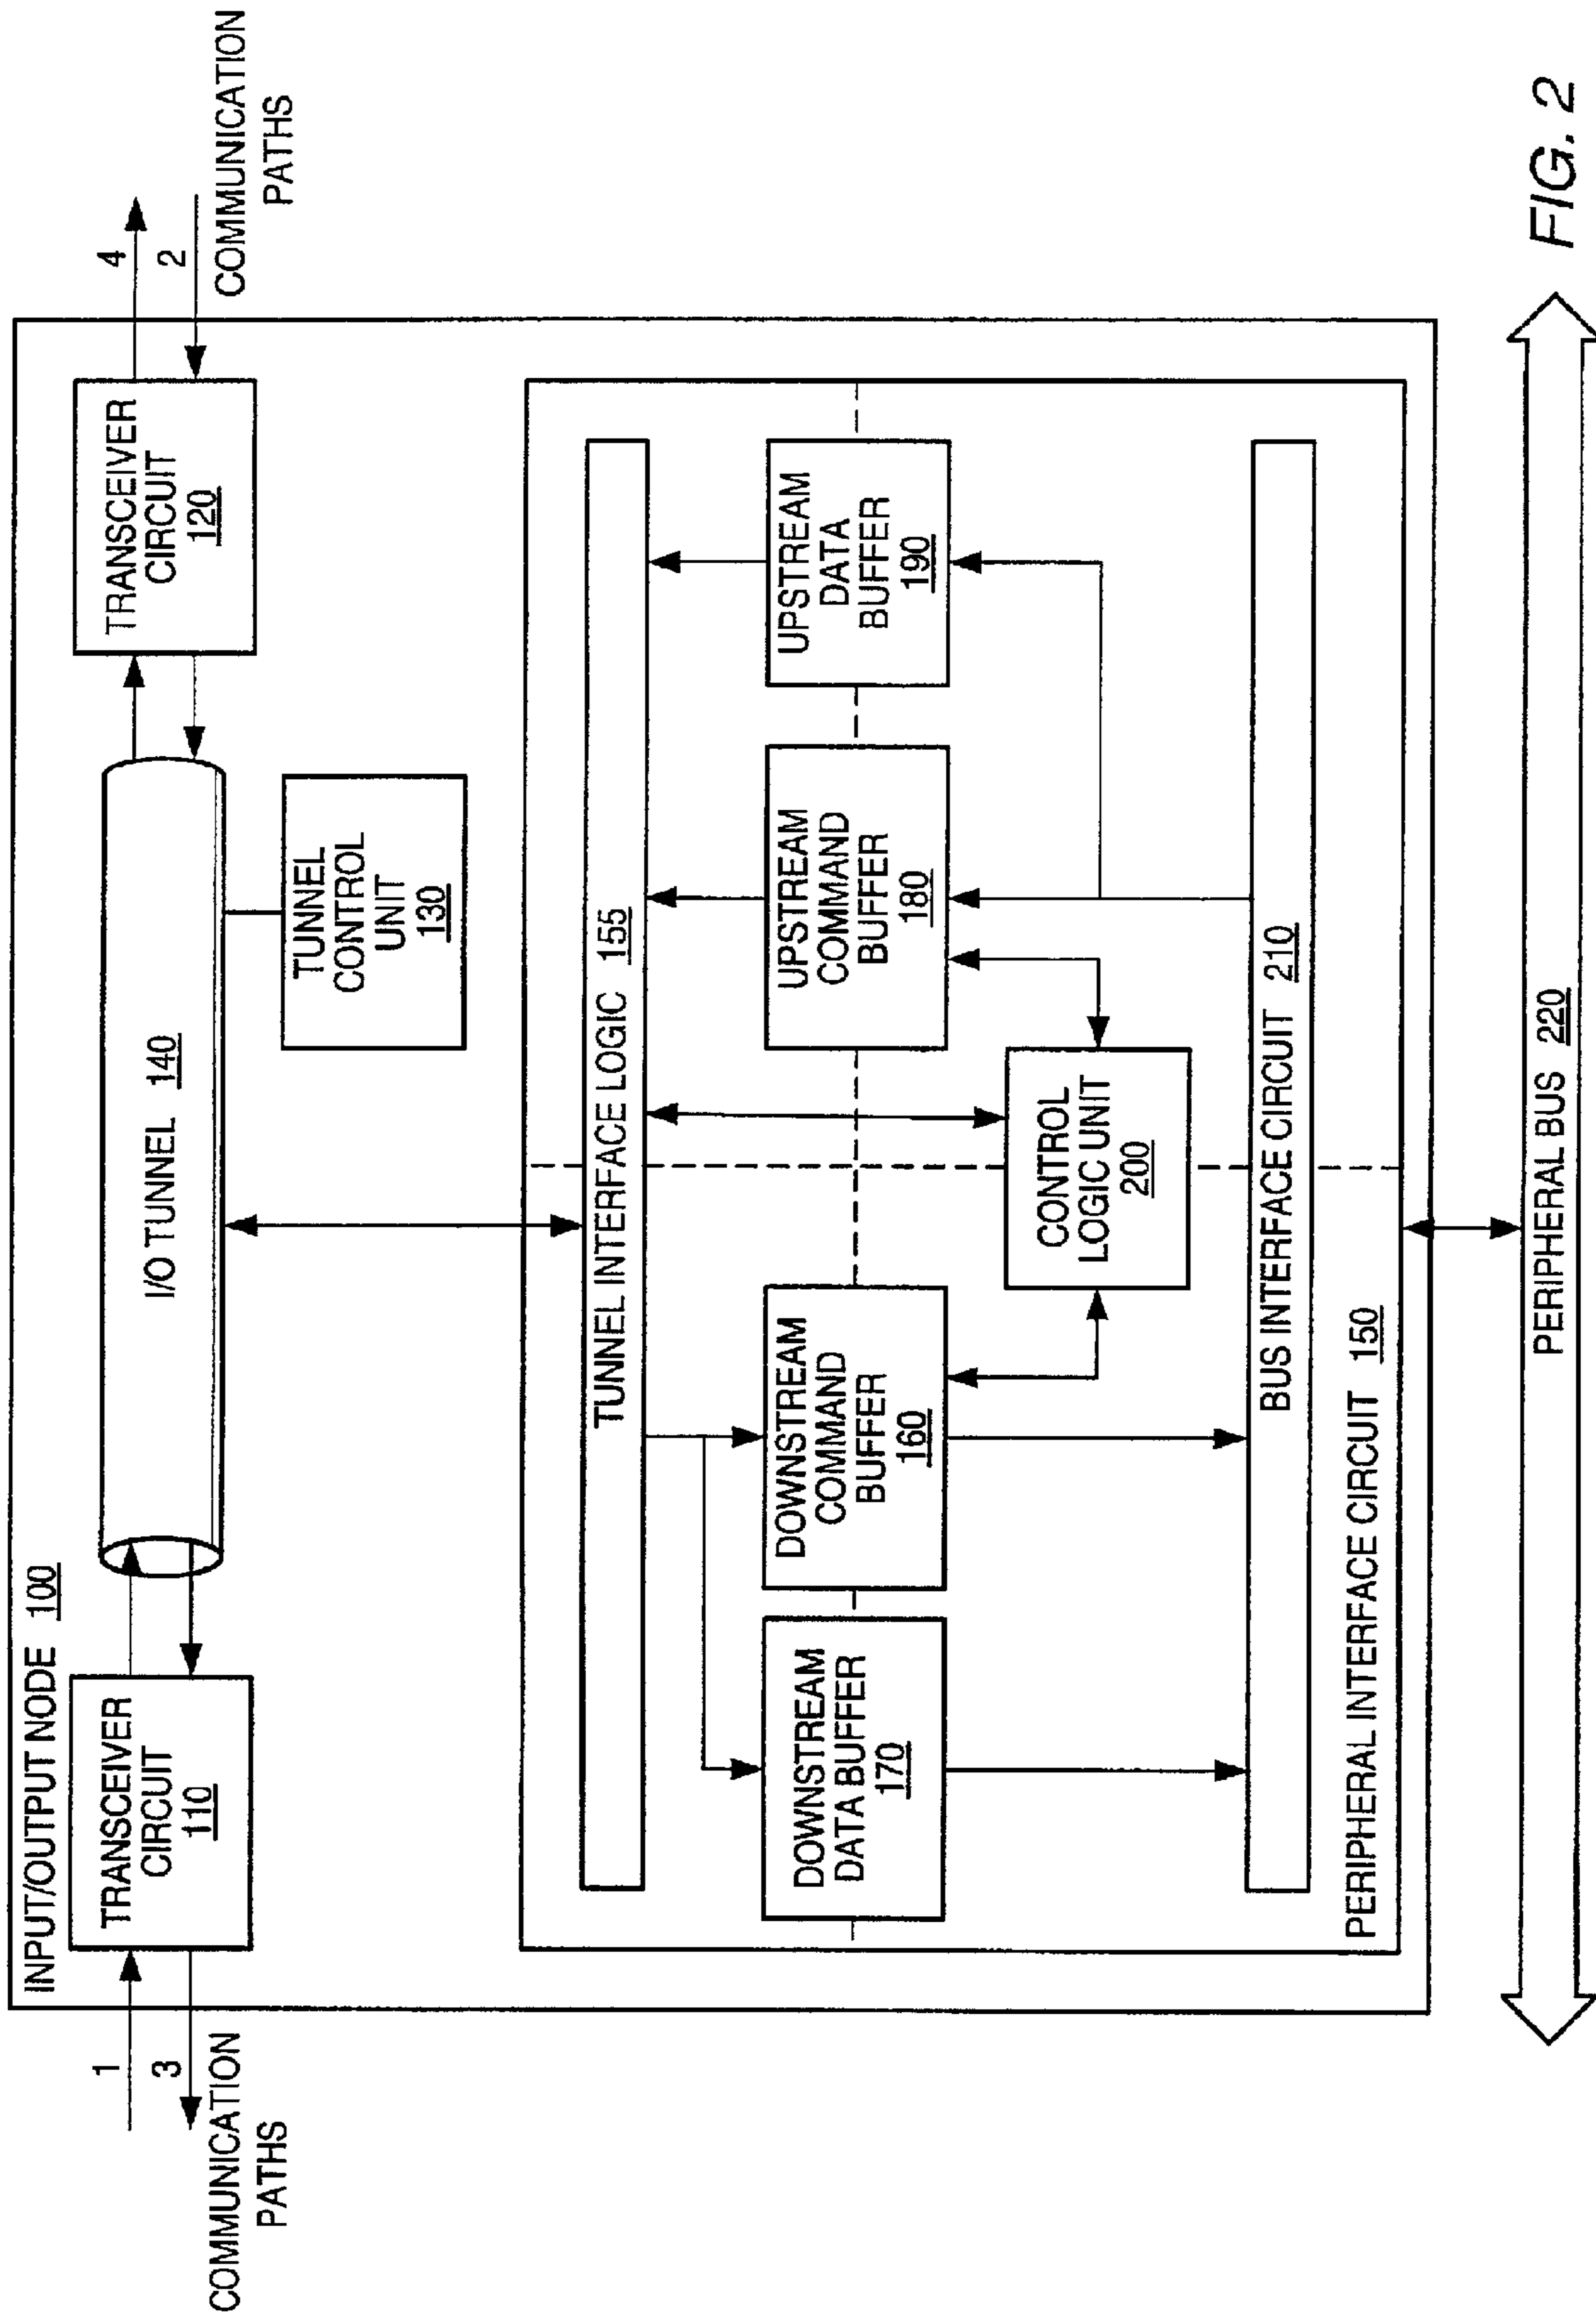 INPUT/OUTPUT NODE 100
1
3
COMMUNICATION
PATHS
TRANSCEIVER
CIRCUIT
110
I/O TUNNEL 140
TRANSCEIVER
CIRCUIT
120
4
2
COMMUNICATION
PATHS
TUNNEL
CONTROL
UNIT
130
TUNNEL INTERFACE LOGIC 155
DOWNSTREAM
DATA BUFFER
170
DOWNSTREAM
COMMAND
BUFFER
160
UPSTREAM
COMMAND
BUFFER
180
UPSTREAM
DATA
BUFFER
190
CONTROL
LOGIC UNIT
200
BUS INTERFACE CIRCUIT 210
PERIPHERAL INTERFACE CIRCUIT 150
PERIPHERAL BUS 220
FIG. 2